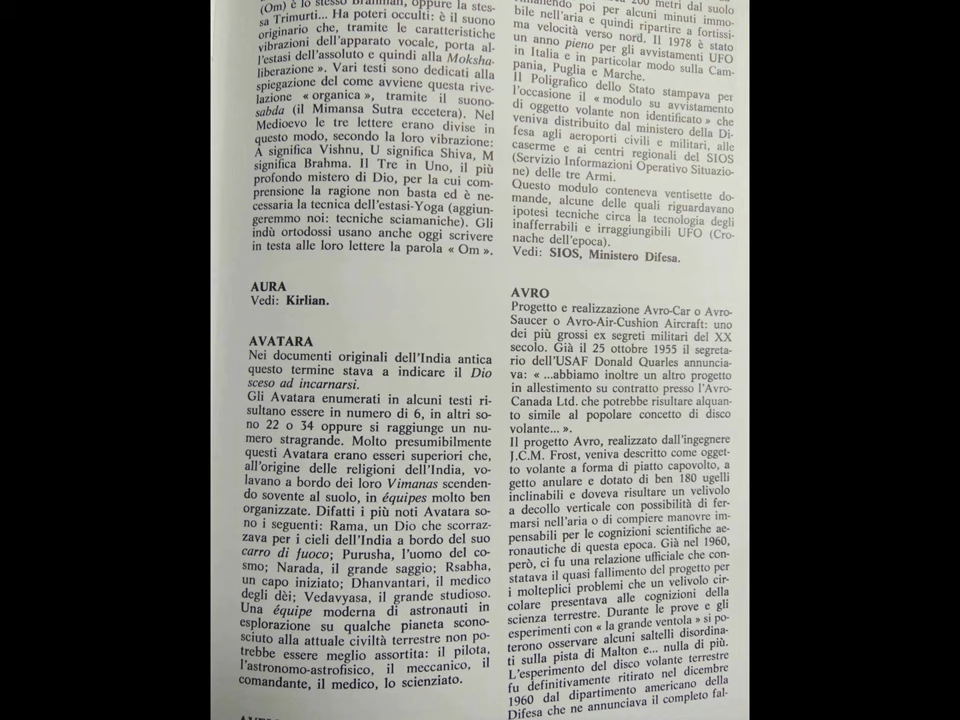 (Om) è lo stesso Brahman, oppure la stes-
sa Trimurti... Ha poteri occulti: è il suono
originario che, tramite le caratteristiche
vibrazioni dell'apparato vocale, porta al-
l'estasi dell'assoluto e quindi alla Moksha-
liberazione ». Vari testi sono dedicati alla
spiegazione del come avviene questa rive-
lazione « organica », tramite il suono-
sabda (il Mimansa Sutra eccetera). Nel
Medioevo le tre lettere erano divise in
questo modo, secondo la loro vibrazione:
A significa Vishnu, U significa Shiva, M
significa Brahma. Il Tre in Uno, il più
profondo mistero di Dio, per la cui com-
prensione la ragione non basta ed è ne-
cessaria la tecnica dell'estasi-Yoga (aggiun-
geremmo noi: tecniche sciamaniche). Gli
indù ortodossi usano anche oggi scrivere
in testa alle loro lettere la parola « Om ».
AURA
Vedi: Kirlian.
AVATARA
Nei documenti originali dell'India antica
questo termine stava a indicare il Dio
sceso ad incarnarsi.
Gli Avatara enumerati in alcuni testi ri-
sultano essere in numero di 6, in altri so-
no 22 o 34 oppure si raggiunge un nu-
mero stragrande. Molto presumibilmente
questi Avatara erano esseri superiori che,
all'origine delle religioni dell'India, vo-
lavano a bordo dei loro Vimanas scenden-
do sovente al suolo, in équipes molto ben
organizzate. Difatti i più noti Avatara so-
no i seguenti: Rama, un Dio che scorraz-
zava per i cieli dell'India a bordo del suo
carro di fuoco; Purusha, l'uomo del co-
smo; Narada, il grande saggio; Rsabha,
un capo iniziato; Dhanvantari, il medico
degli dèi; Vedavyasa, il grande studioso.
Una équipe moderna di astronauti in
esplorazione su qualche pianeta scono-
sciuto alla attuale civiltà terrestre non po-
trebbe essere meglio assortita: il pilota,
l'astronomo-astrofisico, il meccanico, il
comandante, il medico, lo scienziato.
200 metri dal suolo
rimanendo poi per alcuni minuti immo-
bile nell'aria e quindi ripartire a fortissi-
ma velocità verso nord. Il 1978 è stato
un anno pieno per gli avvistamenti UFO
in Italia e in particolar modo sulla Cam-
pania, Puglia e Marche.
Il Poligrafico dello Stato stampava per
l'occasione il « modulo su avvistamento
di oggetto volante non identificato » che
veniva distribuito dal ministero della Di-
fesa agli aeroporti civili e militari, alle
caserme e ai centri regionali del SIOS
(Servizio Informazioni Operativo Situazio-
ne) delle tre Armi.
Questo modulo conteneva ventisette do-
mande, alcune delle quali riguardavano
ipotesi tecniche circa la tecnologia degli
inafferrabili e irraggiungibili UFO (Cro-
nache dell'epoca).
Vedi: SIOS, Ministero Difesa.
AVRO
Progetto e realizzazione Avro-Car o Avro-
Saucer o Avro-Air-Cushion Aircraft: uno
dei più grossi ex segreti militari del XX
secolo. Già il 25 ottobre 1955 il segreta-
rio dell'USAF Donald Quarles annuncia-
va: « ...abbiamo inoltre un altro progetto
in allestimento su contratto presso l'Avro-
Canada Ltd. che potrebbe risultare alquan-
to simile al popolare concetto di disco
volante... ».
Il progetto Avro, realizzato dall'ingegnere
J.C.M. Frost, veniva descritto come ogget-
to volante a forma di piatto capovolto, a
getto anulare e dotato di ben 180 ugelli
inclinabili e doveva risultare un velivolo
a decollo verticale con possibilità di fer-
marsi nell'aria o di compiere manovre im-
pensabili per le cognizioni scientifiche ae-
ronautiche di questa epoca. Già nel 1960,
però, ci fu una relazione ufficiale che con-
statava il quasi fallimento del progetto per
i molteplici problemi che un velivolo cir-
colare presentava alle cognizioni della
scienza terrestre. Durante le prove e gli
esperimenti con « la grande ventola » si po-
terono osservare alcuni saltelli disordina-
ti sulla pista di Malton e... nulla di più.
L'esperimento del disco volante terrestre
fu definitivamente ritirato nel dicembre
1960 dal dipartimento americano della
Difesa che ne annunciava il completo fal-